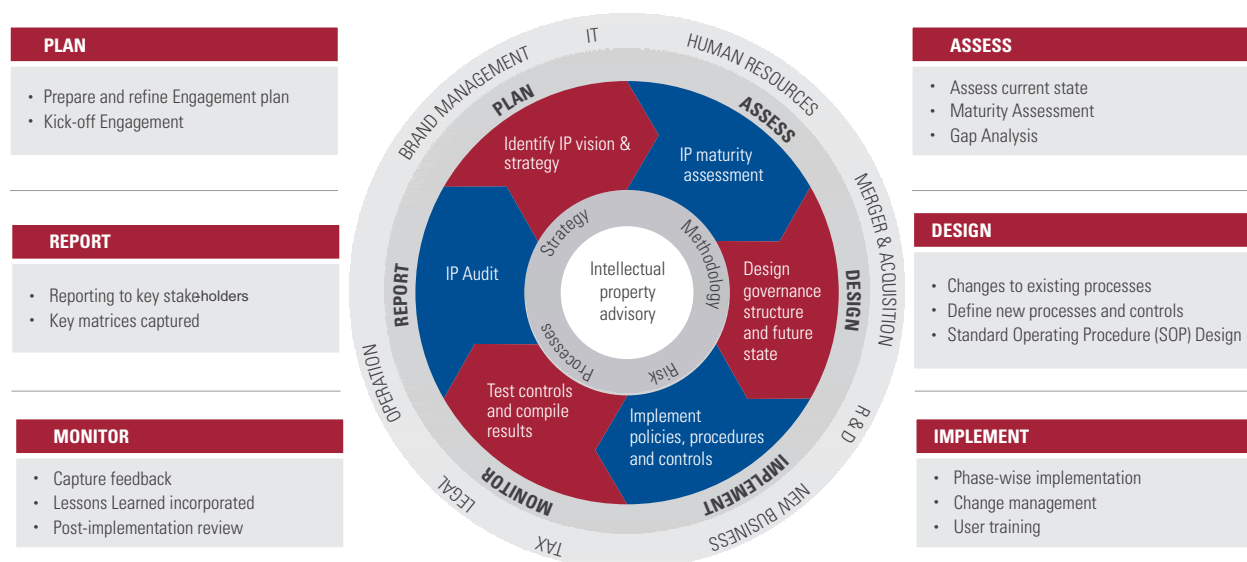 PLAN
• Prepare and refine Engagement plan
• Kick-off Engagement
REPORT
• Reporting to key stakeholders
• Key matrices captured
MONITOR
• Capture feedback
• Lessons Learned incorporated
• Post-implementation review
IT
HUMAN RESOURCES
MERGER & ACQUISITION
R&D
NEW BUSINESS
TAX
LEGAL
OPERATION
BRAND MANAGEMENT
PLAN
ASSESS
DESIGN
IMPLEMENT
MONITOR
REPORT
Identify IP vision &
strategy
IP maturity
assessment
Design
governance
structure
and future
state
Implement
policies, procedures
and controls
Test controls
and compile
results
IP Audit
Strategy
Methodology
Risk
Processes
Intellectual
property
advisory
ASSESS
• Assess current state
• Maturity Assessment
• Gap Analysis
DESIGN
• Changes to existing processes
• Define new processes and controls
• Standard Operating Procedure (SOP) Design
IMPLEMENT
• Phase-wise implementation
• Change management
• User training